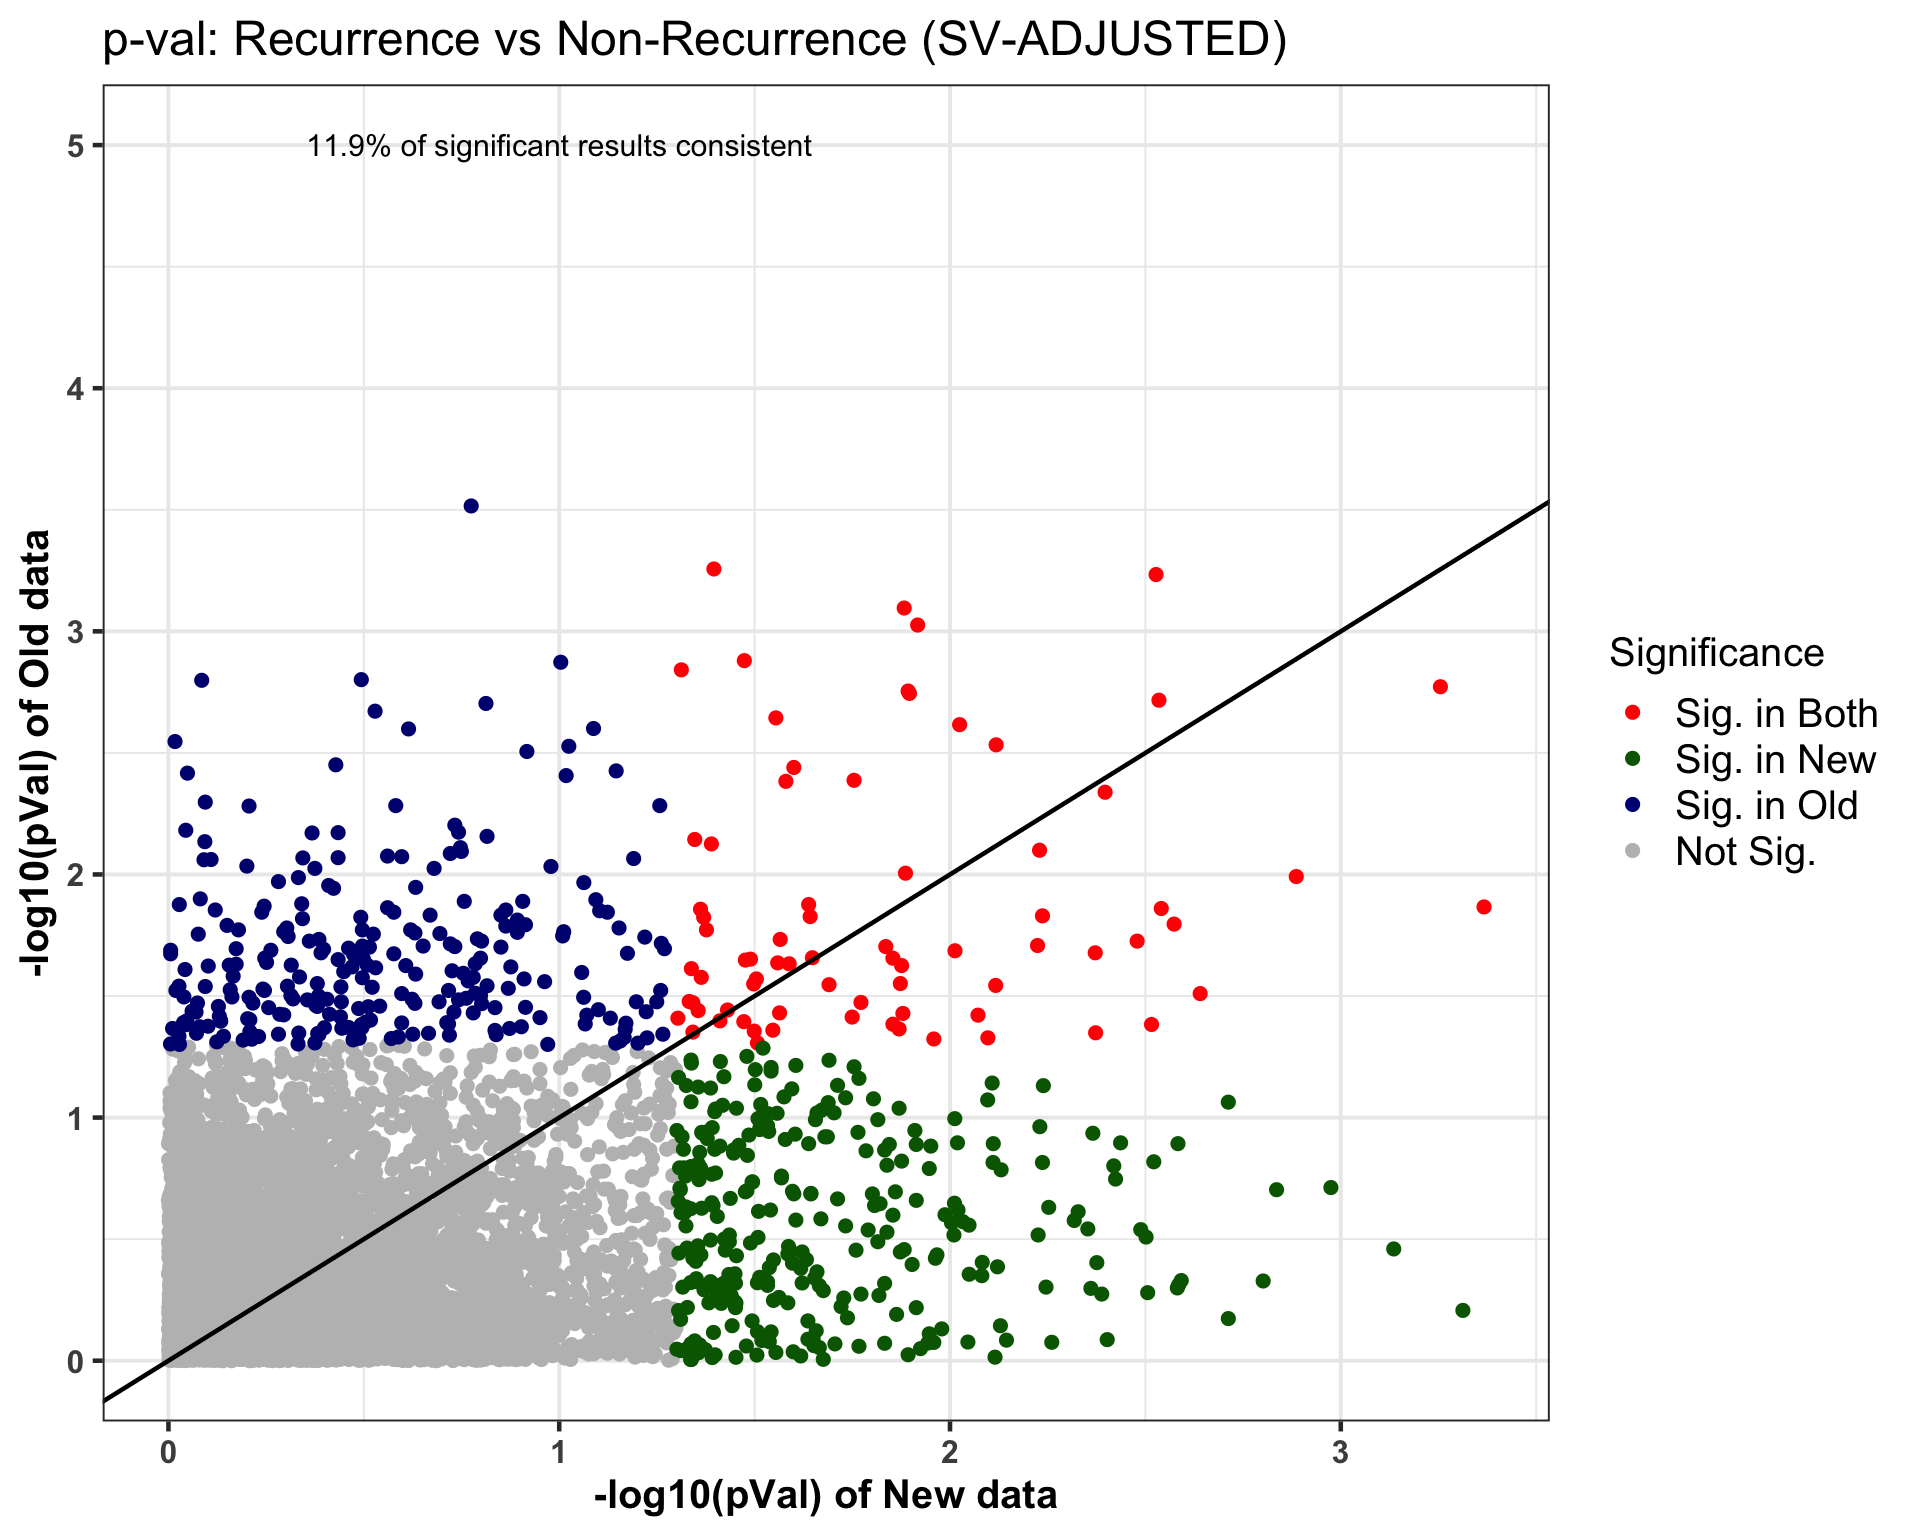 p-val: Recurrence vs Non-Recurrence (SV-ADJUSTED)
11.9% of significant results consistent
5
4
3
2
1
0
-log10(pVal) of Old data
0 1 2 3
-log10(pVal) of New data
Significance
Sig. in Both
Sig. in New
Sig. in Old
Not Sig.